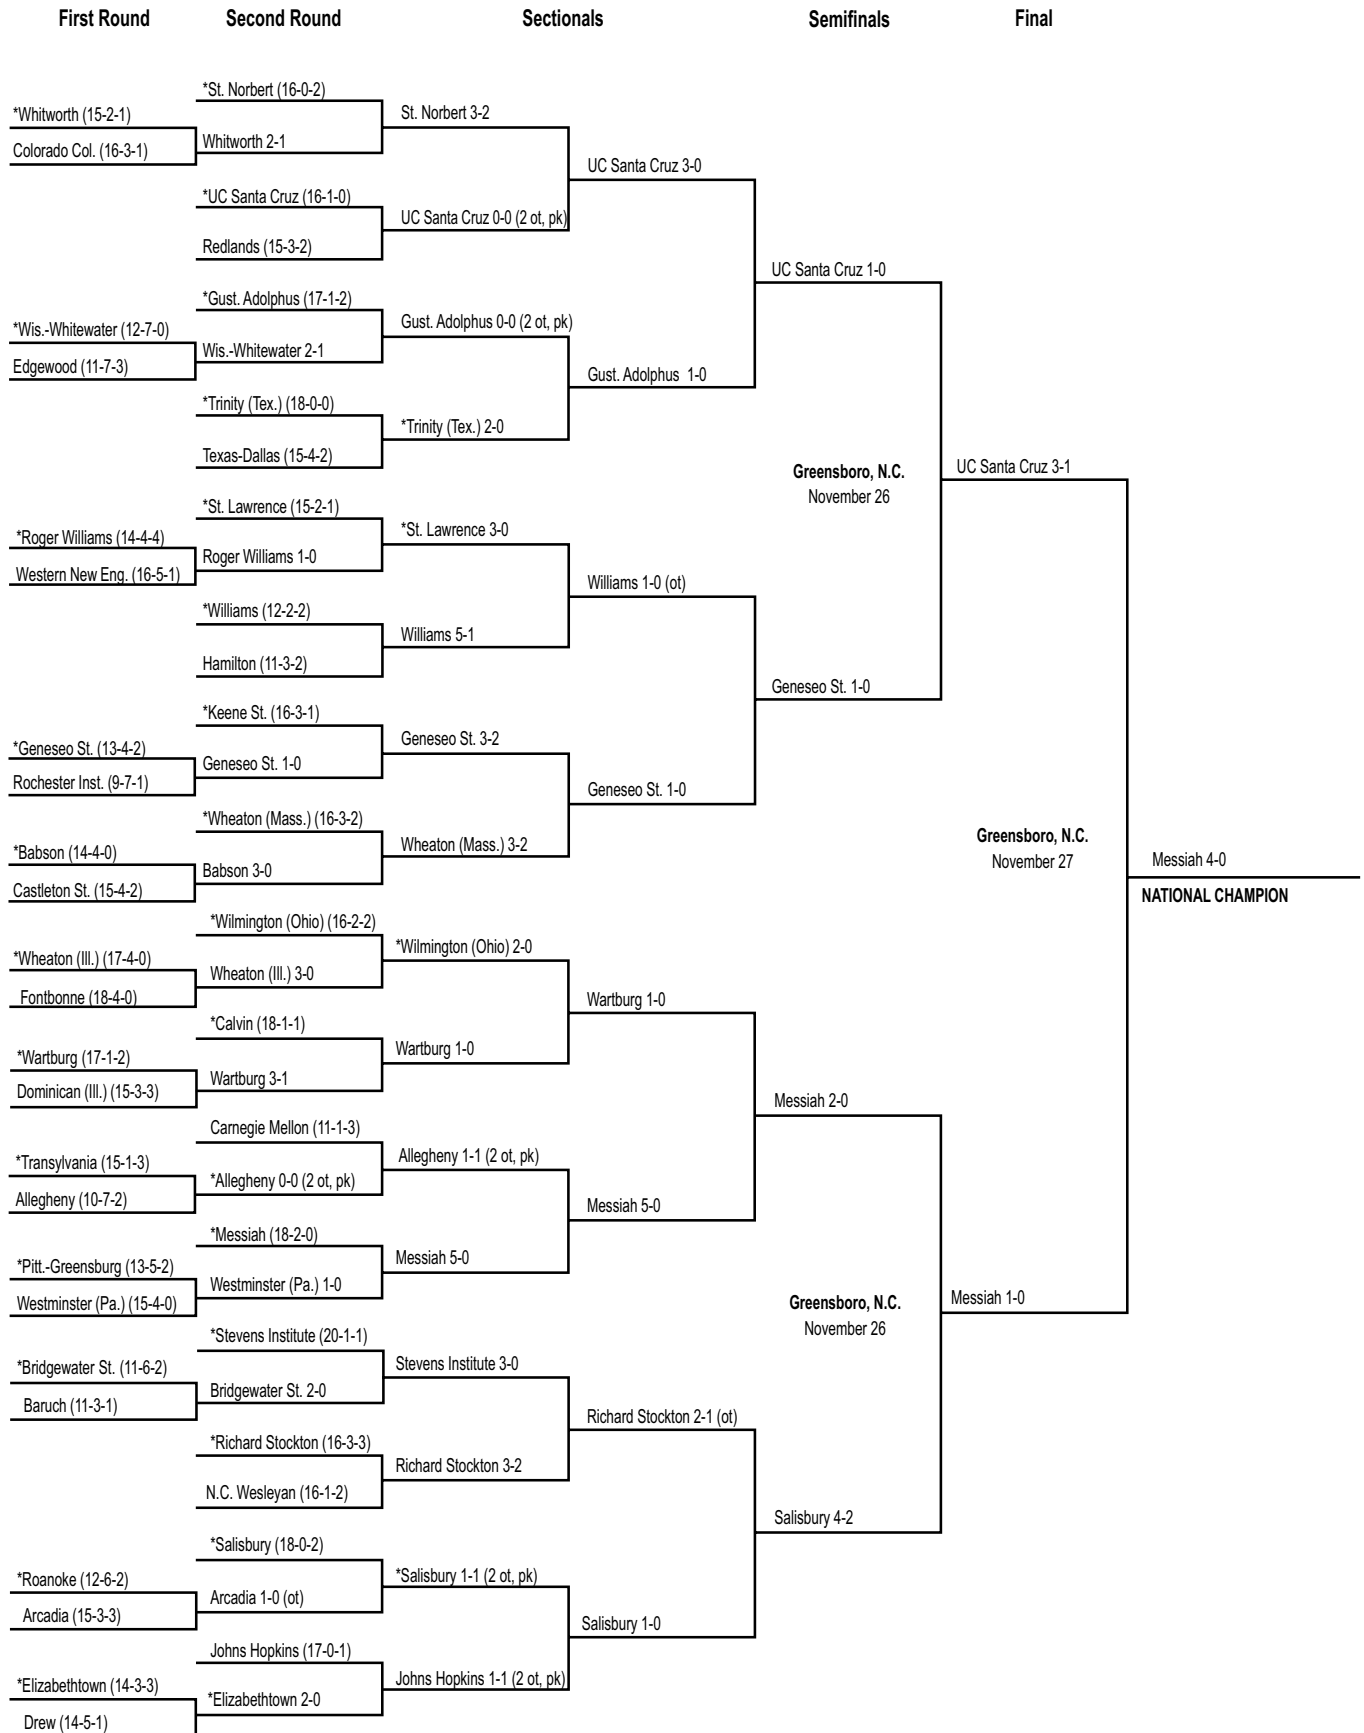 First Round
Second Round
Sectionals
Semifinals
Final
*Whitworth (15-2-1)
Colorado Col. (16-3-1)
*Wis.-Whitewater (12-7-0)
Edgewood (11-7-3)
*Roger Williams (14-4-4)
Western New Eng. (16-5-1)
*Geneseo St. (13-4-2)
Rochester Inst. (9-7-1)
*Babson (14-4-0)
Castleton St. (15-4-2)
*Wheaton (Ill.) (17-4-0)
Fontbonne (18-4-0)
*Wartburg (17-1-2)
Dominican (Ill.) (15-3-3)
*Transylvania (15-1-3)
Allegheny (10-7-2)
*Pitt.-Greensburg (13-5-2)
Westminster (Pa.) (15-4-0)
*Bridgewater St. (11-6-2)
Baruch (11-3-1)
*Roanoke (12-6-2)
Arcadia (15-3-3)
*Elizabethtown (14-3-3)
Drew (14-5-1)
*St. Norbert (16-0-2)
Whitworth 2-1
*UC Santa Cruz (16-1-0)
Redlands (15-3-2)
*Gust. Adolphus (17-1-2)
Wis.-Whitewater 2-1
*Trinity (Tex.) (18-0-0)
Texas-Dallas (15-4-2)
*St. Lawrence (15-2-1)
Roger Williams 1-0
*Williams (12-2-2)
Hamilton (11-3-2)
*Keene St. (16-3-1)
Geneseo St. 1-0
*Wheaton (Mass.) (16-3-2)
Babson 3-0
*Wilmington (Ohio) (16-2-2)
Wheaton (Ill.) 3-0
*Calvin (18-1-1)
Wartburg 3-1
Carnegie Mellon (11-1-3)
*Allegheny 0-0 (2 ot, pk)
*Messiah (18-2-0)
Westminster (Pa.) 1-0
*Stevens Institute (20-1-1)
Bridgewater St. 2-0
*Richard Stockton (16-3-3)
N.C. Wesleyan (16-1-2)
*Salisbury (18-0-2)
Arcadia 1-0 (ot)
Johns Hopkins (17-0-1)
*Elizabethtown 2-0
St. Norbert 3-2
UC Santa Cruz 0-0 (2 ot, pk)
Gust. Adolphus 0-0 (2 ot, pk)
*Trinity (Tex.) 2-0
*St. Lawrence 3-0
Williams 5-1
Geneseo St. 3-2
Wheaton (Mass.) 3-2
*Wilmington (Ohio) 2-0
Wartburg 1-0
Allegheny 1-1 (2 ot, pk)
Messiah 5-0
Stevens Institute 3-0
Richard Stockton 3-2
*Salisbury 1-1 (2 ot, pk)
Johns Hopkins 1-1 (2 ot, pk)
UC Santa Cruz 3-0
Gust. Adolphus 1-0
Williams 1-0 (ot)
Geneseo St. 1-0
Wartburg 1-0
Messiah 5-0
Richard Stockton 2-1 (ot)
Salisbury 1-0
UC Santa Cruz 1-0
Greensboro, N.C.
November 26
Geneseo St. 1-0
Messiah 2-0
Greensboro, N.C.
November 26
Salisbury 4-2
UC Santa Cruz 3-1
Greensboro, N.C.
November 27
Messiah 1-0
Messiah 4-0
NATIONAL CHAMPION